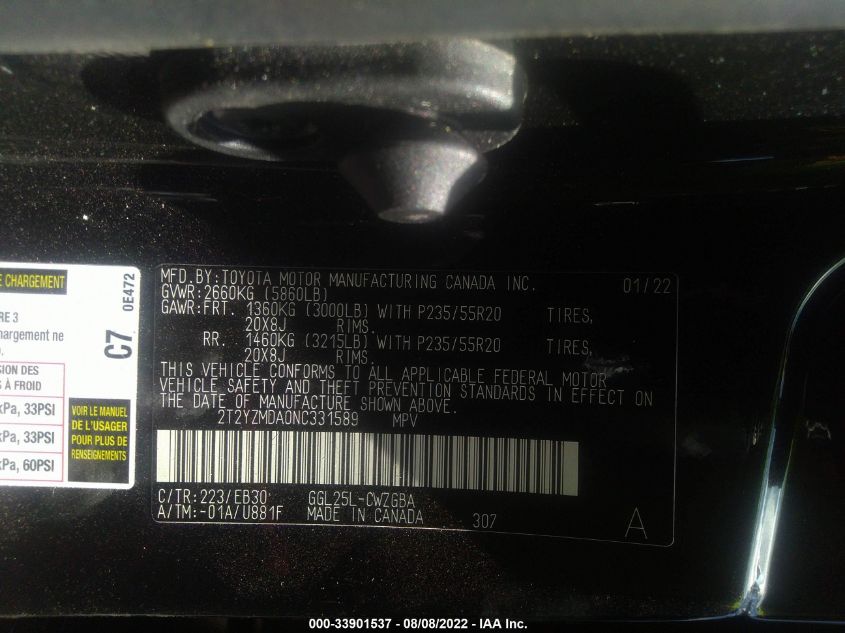 E CHARGEMENT
RE 3
hargement ne
SION DES
S À FROID
kPa, 33PSI
kPa, 33PSI
kPa, 60PSI
VOIR LE MANUEL
DE L'USAGER
POUR PLUS DE
RENSEIGNEMENTS
C7
0E472
MFD.BY:TOYOTA MOTOR MANUFACTURING CANADA INC. 01/22
GVWR:2660KG (5860LB)
GAWR:FRT. 1360KG (3000LB) WITH P235/55R20 TIRES,
20X8J RIMS.
RR. 1460KG (3215LB) WITH P235/55R20 TIRES,
20X8J RIMS.
THIS VEHICLE CONFORMS TO ALL APPLICABLE FEDERAL MOTOR
VEHICLE SAFETY AND THEFT PREVENTION STANDARDS IN EFFECT ON
THE DATE OF MANUFACTURE SHOWN ABOVE.
2T2YZMDA0NC331589 MPV
C/TR:223/EB30 GGL25L-CWZGBA
A/TM:-01A/U881F MADE IN CANADA 307 A
000-33901537 - 08/08/2022 - IAA Inc.